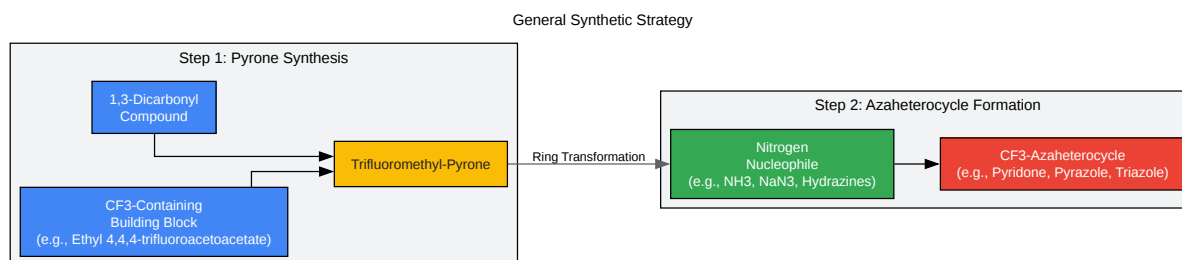 General Synthetic Strategy
Step 1: Pyrone Synthesis
1,3-Dicarbonyl
Compound
CF3-Containing
Building Block
(e.g., Ethyl 4,4,4-trifluoroacetoacetate)
Trifluoromethyl-Pyrone
Ring Transformation
Step 2: Azaheterocycle Formation
Nitrogen
Nucleophile
(e.g., NH3, NaN3, Hydrazines)
CF3-Azaheterocycle
(e.g., Pyridone, Pyrazole, Triazole)